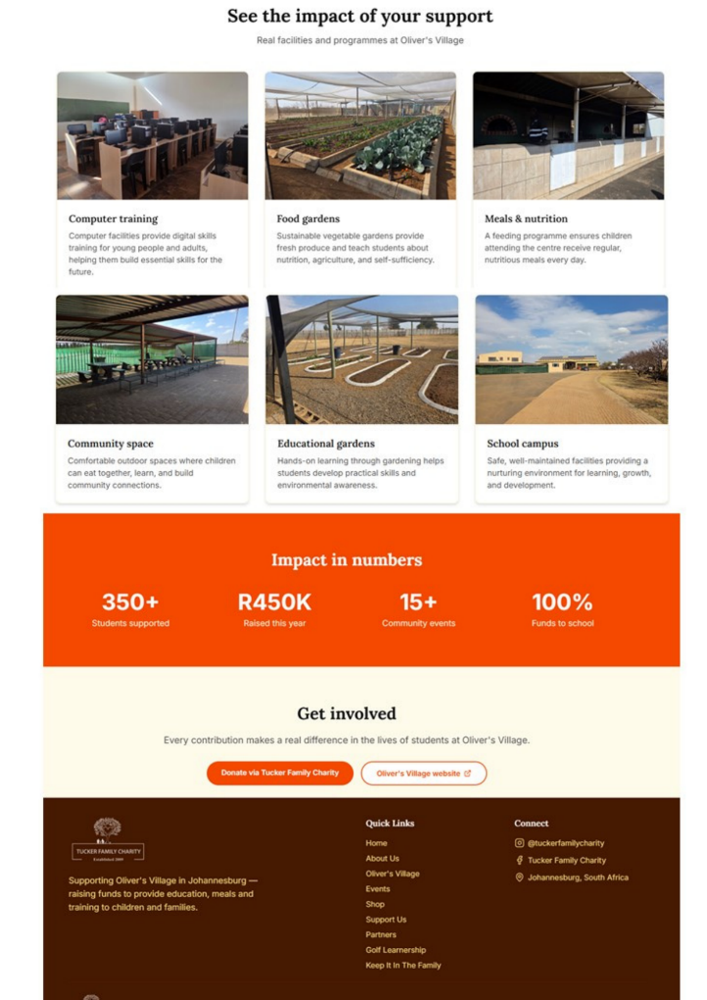 See the impact of your support
Real facilities and programmes at Oliver's Village
Computer training
Computer facilities provide digital skills
training for young people and adults,
helping them build essential skills for the
future.
Food gardens
Sustainable vegetable gardens provide
fresh produce and teach students about
nutrition, agriculture, and self-sufficiency.
Meals & nutrition
A feeding programme ensures children
attending the centre receive regular,
nutritious meals every day.
Community space
Comfortable outdoor spaces where children
can eat together, learn, and build
community connections.
Educational gardens
Hands-on learning through gardening helps
students develop practical skills and
environmental awareness.
School campus
Safe, well-maintained facilities providing a
nurturing environment for learning, growth,
and development.
Impact in numbers
350+
Students supported
R450K
Raised this year
15+
Community events
100%
Funds to school
Get involved
Every contribution makes a real difference in the lives of students at Oliver's Village.
Donate via Tucker Family Charity
Oliver's Village website
TUCKER FAMILY CHARITY
Established 2009
Supporting Oliver's Village in Johannesburg —
raising funds to provide education, meals and
training to children and families.
Quick Links
Home
About Us
Oliver's Village
Events
Shop
Support Us
Partners
Golf Learnership
Keep It In The Family
Connect
@tuckerfamilycharity
Tucker Family Charity
Johannesburg, South Africa